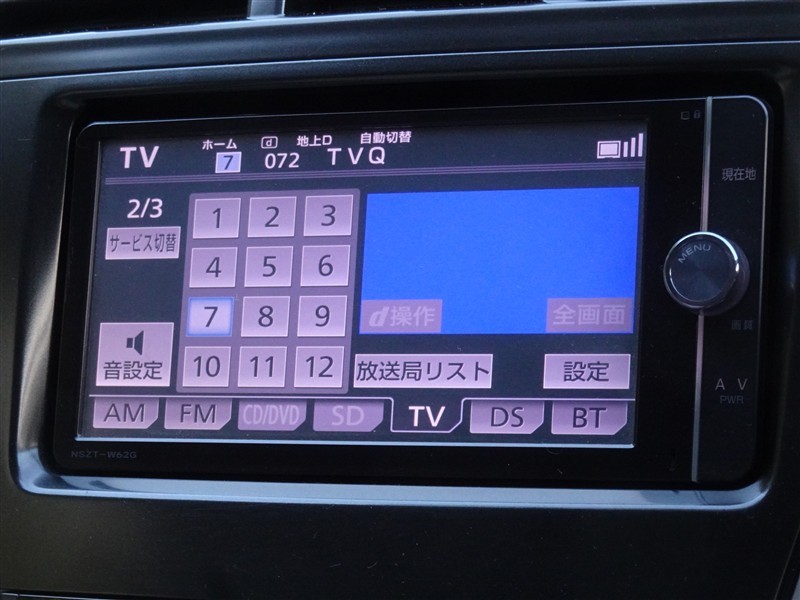 TV ホーム 7 d 地上D 072 自動切替 TVQ
現在地
2/3
サービス切替
1 2 3
4 5 6
7 8 9
10 11 12
MENU
d操作 全画面
画質
音設定 放送局リスト 設定
AM FM CD/DVD SD TV DS BT
AV
PWR
NSZT-W62G